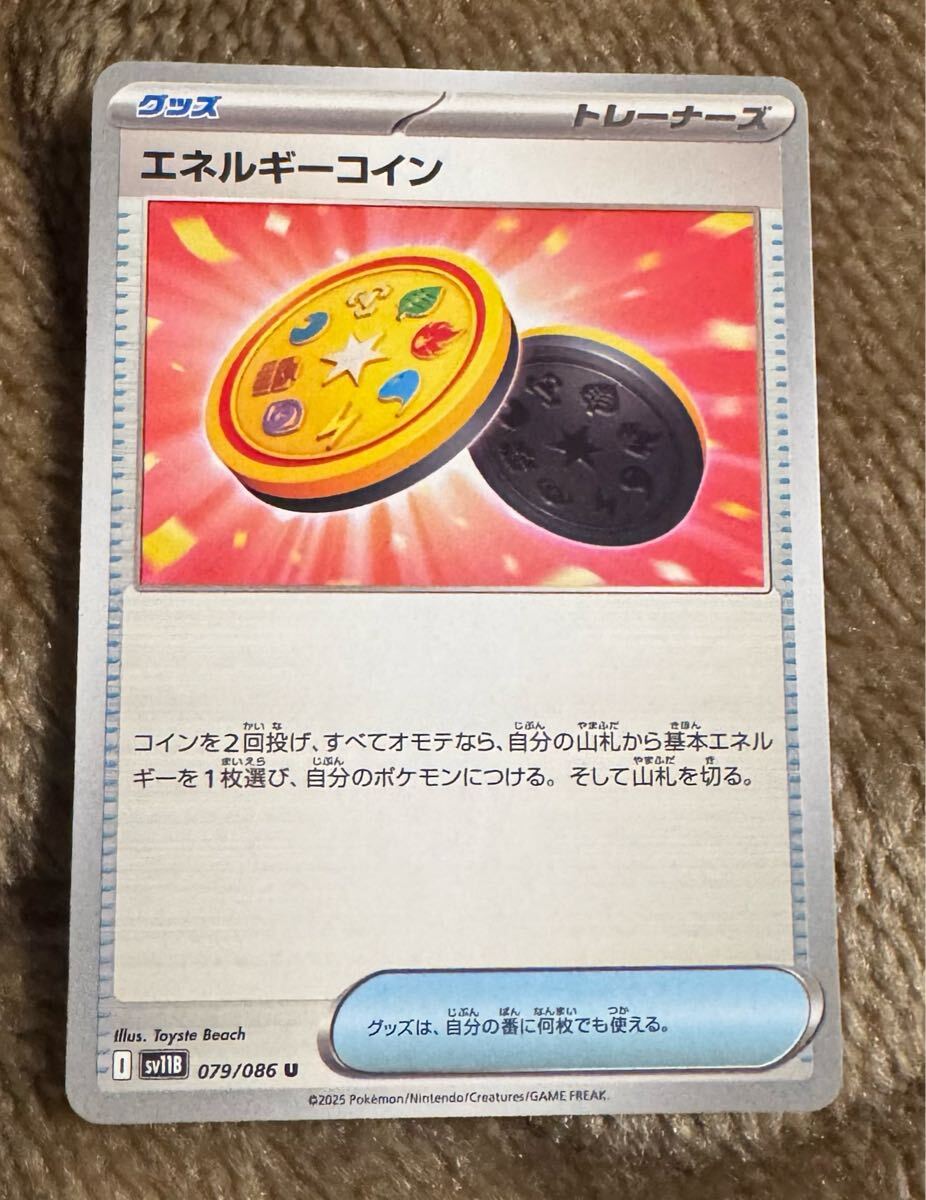 グッズ
トレーナーズ
エネルギーコイン
コインを2回投げ、すべてオモテなら、自分の山札から基本エネル
ギーを1枚選び、自分のポケモンにつける。そして山札を切る。
グッズは、自分の番に何枚でも使える。
Illus. Toyste Beach
I sv11B 079/086 U
©2025 Pokémon/Nintendo/Creatures/GAME FREAK.